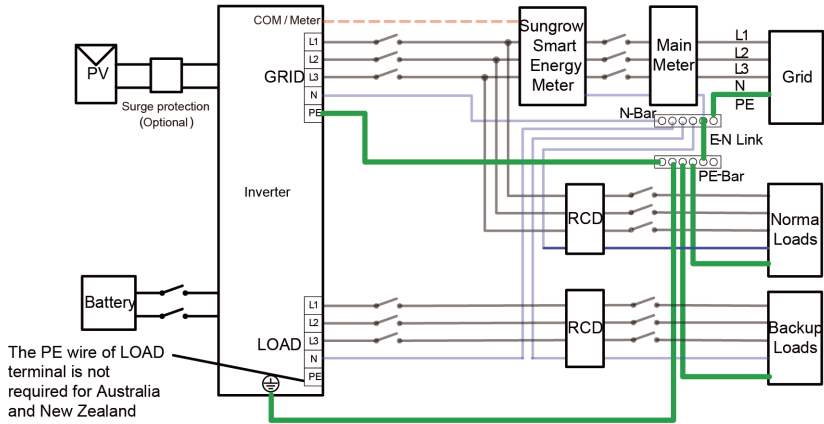 COM / Meter
L1
L2
L3
N
PE
GRID
PV
Surge protection
(Optional)
Sungrow
Smart
Energy
Meter
Main
Meter
L1
L2
L3
N
PE
Grid
N-Bar
E-N Link
PE-Bar
Inverter
RCD
Norma
Loads
Battery
L1
L2
L3
N
PE
LOAD
RCD
Backup
Loads
The PE wire of LOAD
terminal is not
required for Australia
and New Zealand